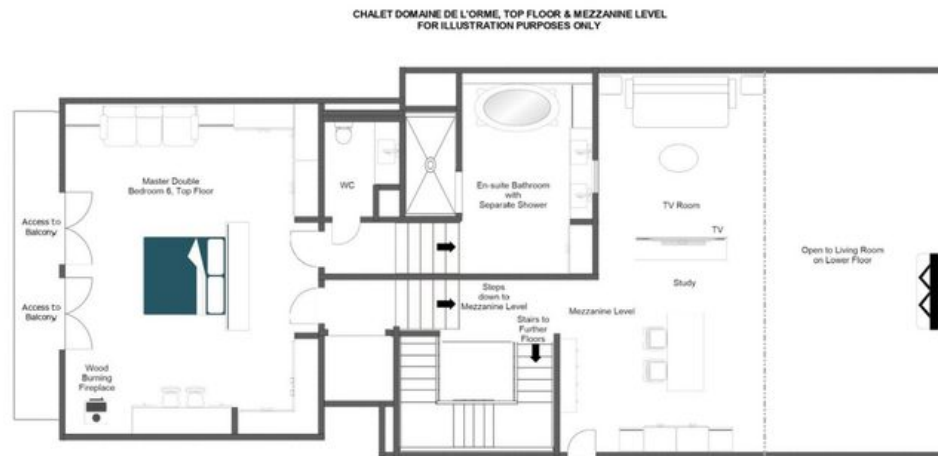 CHALET DOMAINE DE L'ORME, TOP FLOOR & MEZZANINE LEVEL
FOR ILLUSTRATION PURPOSES ONLY
Master Double
Bedroom 6, Top Floor
WC
En-suite Bathroom
with
Separate Shower
TV Room
TV
Access to
Balcony
Open to Living Room
on Lower Floor
Study
Steps
down to
Mezzanine Level
Access to
Balcony
Mezzanine Level
Stairs to
Further
Floors
Wood
Burning
Fireplace